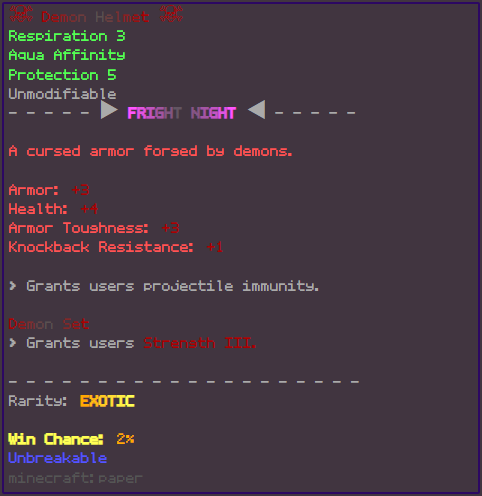 Demon Helmet
Respiration 3
Aqua Affinity
Protection 5
Unmodifiable
- - - - - ▶ FRIGHT NIGHT ◀ - - - - -
A cursed armor forged by demons.
Armor: +3
Health: +4
Armor Toughness: +3
Knockback Resistance: +1
> Grants users projectile immunity.
Demon Set
> Grants users Strength III.
- - - - - - - - - - - - - - - - - - - -
Rarity: EXOTIC
Win Chance: 2%
Unbreakable
minecraft:paper